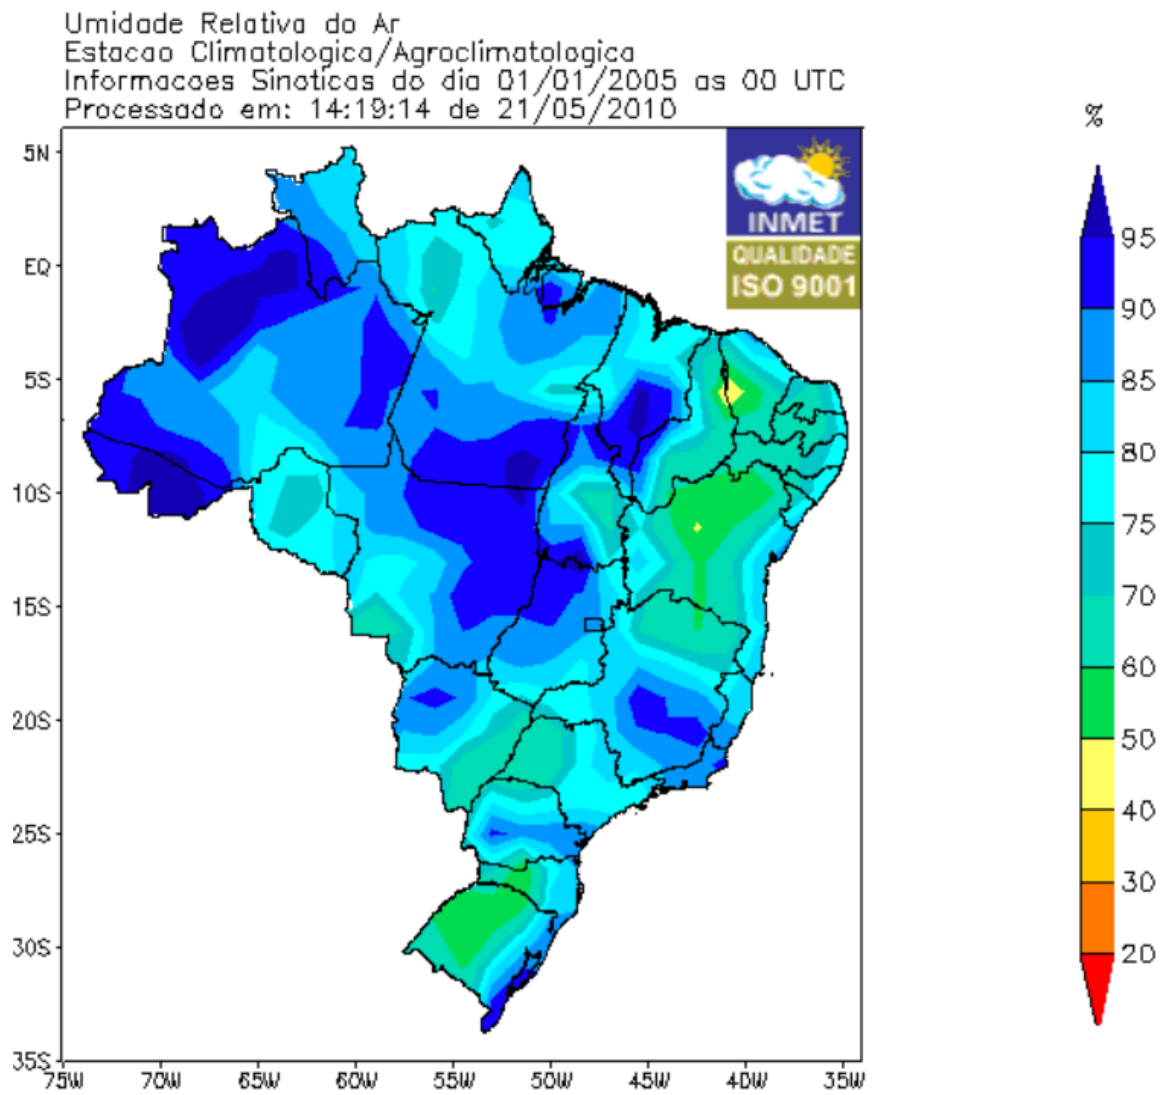 Umidade Relativa do Ar
Estacao Climatologica/Agroclimatologica
Informacoes Sinoticas do dia 01/01/2005 as 00 UTC
Processado em: 14:19:14 de 21/05/2010
%
INMET
QUALIDADE
ISO 9001
5N
EQ
5S
10S
15S
20S
25S
30S
35S
75W 70W 65W 60W 55W 50W 45W 40W 35W
95
90
85
80
75
70
60
50
40
30
20